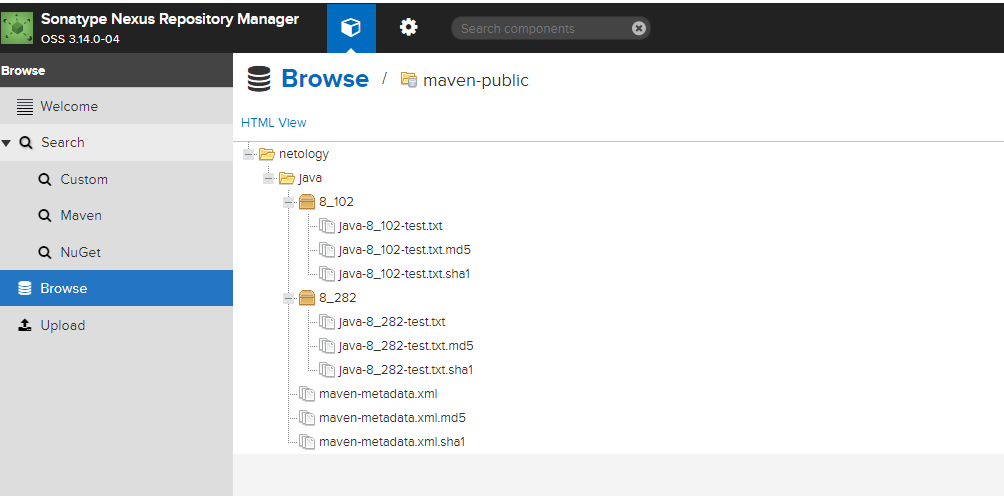 Sonatype Nexus Repository Manager
OSS 3.14.0-04
Search components
Browse
Welcome
Search
Custom
Maven
NuGet
Browse
Upload
Browse / maven-public
HTML View
netology
java
8_102
java-8_102-test.txt
java-8_102-test.txt.md5
java-8_102-test.txt.sha1
8_282
java-8_282-test.txt
java-8_282-test.txt.md5
java-8_282-test.txt.sha1
maven-metadata.xml
maven-metadata.xml.md5
maven-metadata.xml.sha1